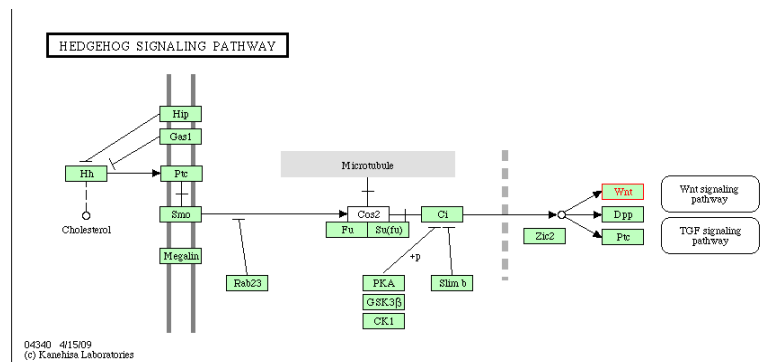 HEDGEHOG SIGNALING PATHWAY
Hip
Gas1
Hh
Ptc
Microtubule
Wnt
Wnt signaling
pathway
Smo
Cos2
Ci
Dpp
Cholesterol
Fu
Su(fu)
Zic2
Ptc
TGF signaling
pathway
Megalin
+p
Rab23
PKA
Slim b
GSK3β
CK1
04340 4/15/09
(c) Kanehisa Laboratories